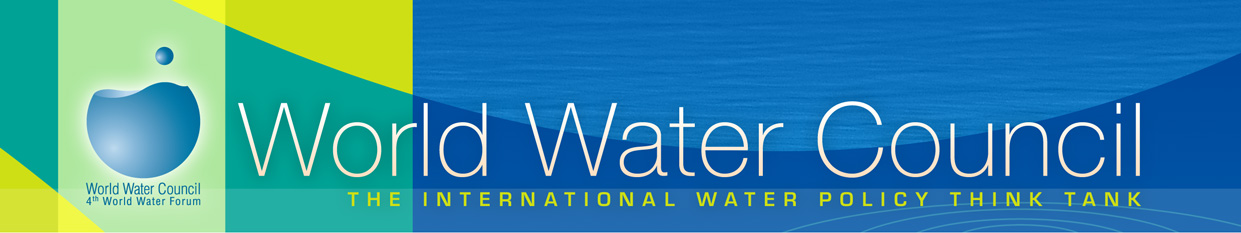 World Water Council
4th World Water Forum
World Water Council
THE INTERNATIONAL WATER POLICY THINK TANK